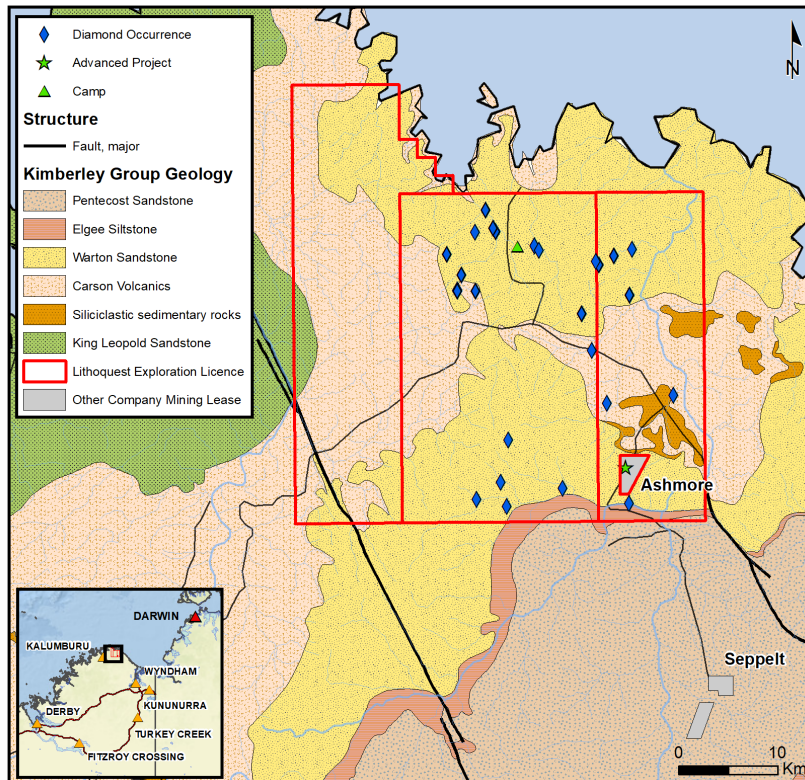 Diamond Occurrence
Advanced Project
Camp
Structure
Fault, major
Kimberley Group Geology
Pentecost Sandstone
Elgee Siltstone
Warton Sandstone
Carson Volcanics
Siliciclastic sedimentary rocks
King Leopold Sandstone
Lithoquest Exploration Licence
Other Company Mining Lease
N
Ashmore
Seppelt
DARWIN
KALUMBURU
WYNDHAM
KUNUNURRA
DERBY
TURKEY CREEK
FITZROY CROSSING
0 10
Km